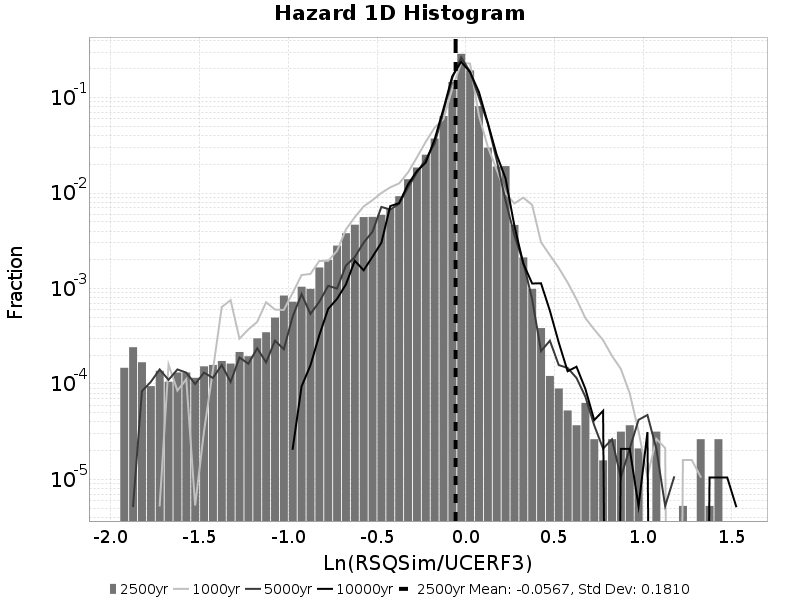 Hazard 1D Histogram
10-1
10-2
10-3
10-4
10-5
Fraction
-2.0 -1.5 -1.0 -0.5 0.0 0.5 1.0 1.5
Ln(RSQSim/UCERF3)
2500yr 1000yr 5000yr 10000yr 2500yr Mean: -0.0567, Std Dev: 0.1810